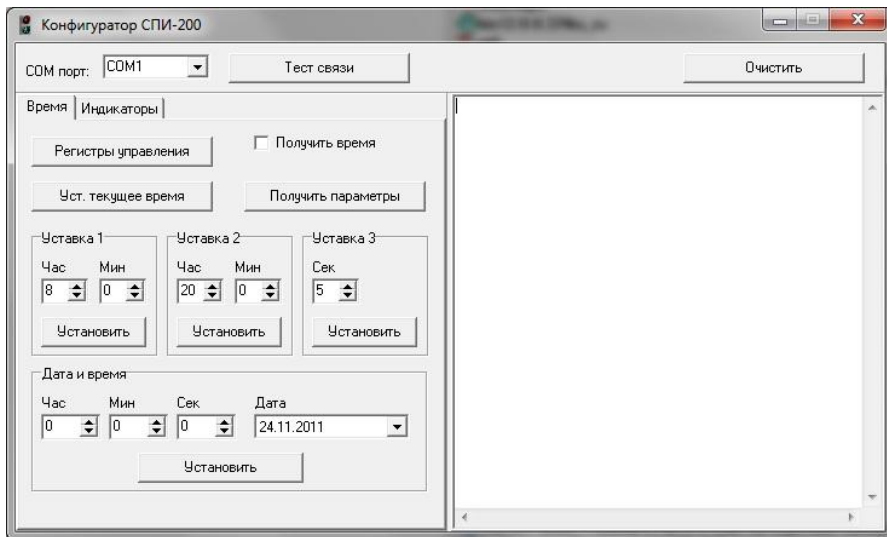 Конфигуратор СПИ-200
COM порт: COM1 Тест связи Очистить
Время Индикаторы
Регистры управления Получить время
Уст. текущее время Получить параметры
Уставка 1 Уставка 2 Уставка 3
Час Мин Час Мин Сек
8 0 20 0 5
Установить Установить Установить
Дата и время
Час Мин Сек Дата
0 0 0 24.11.2011
Установить